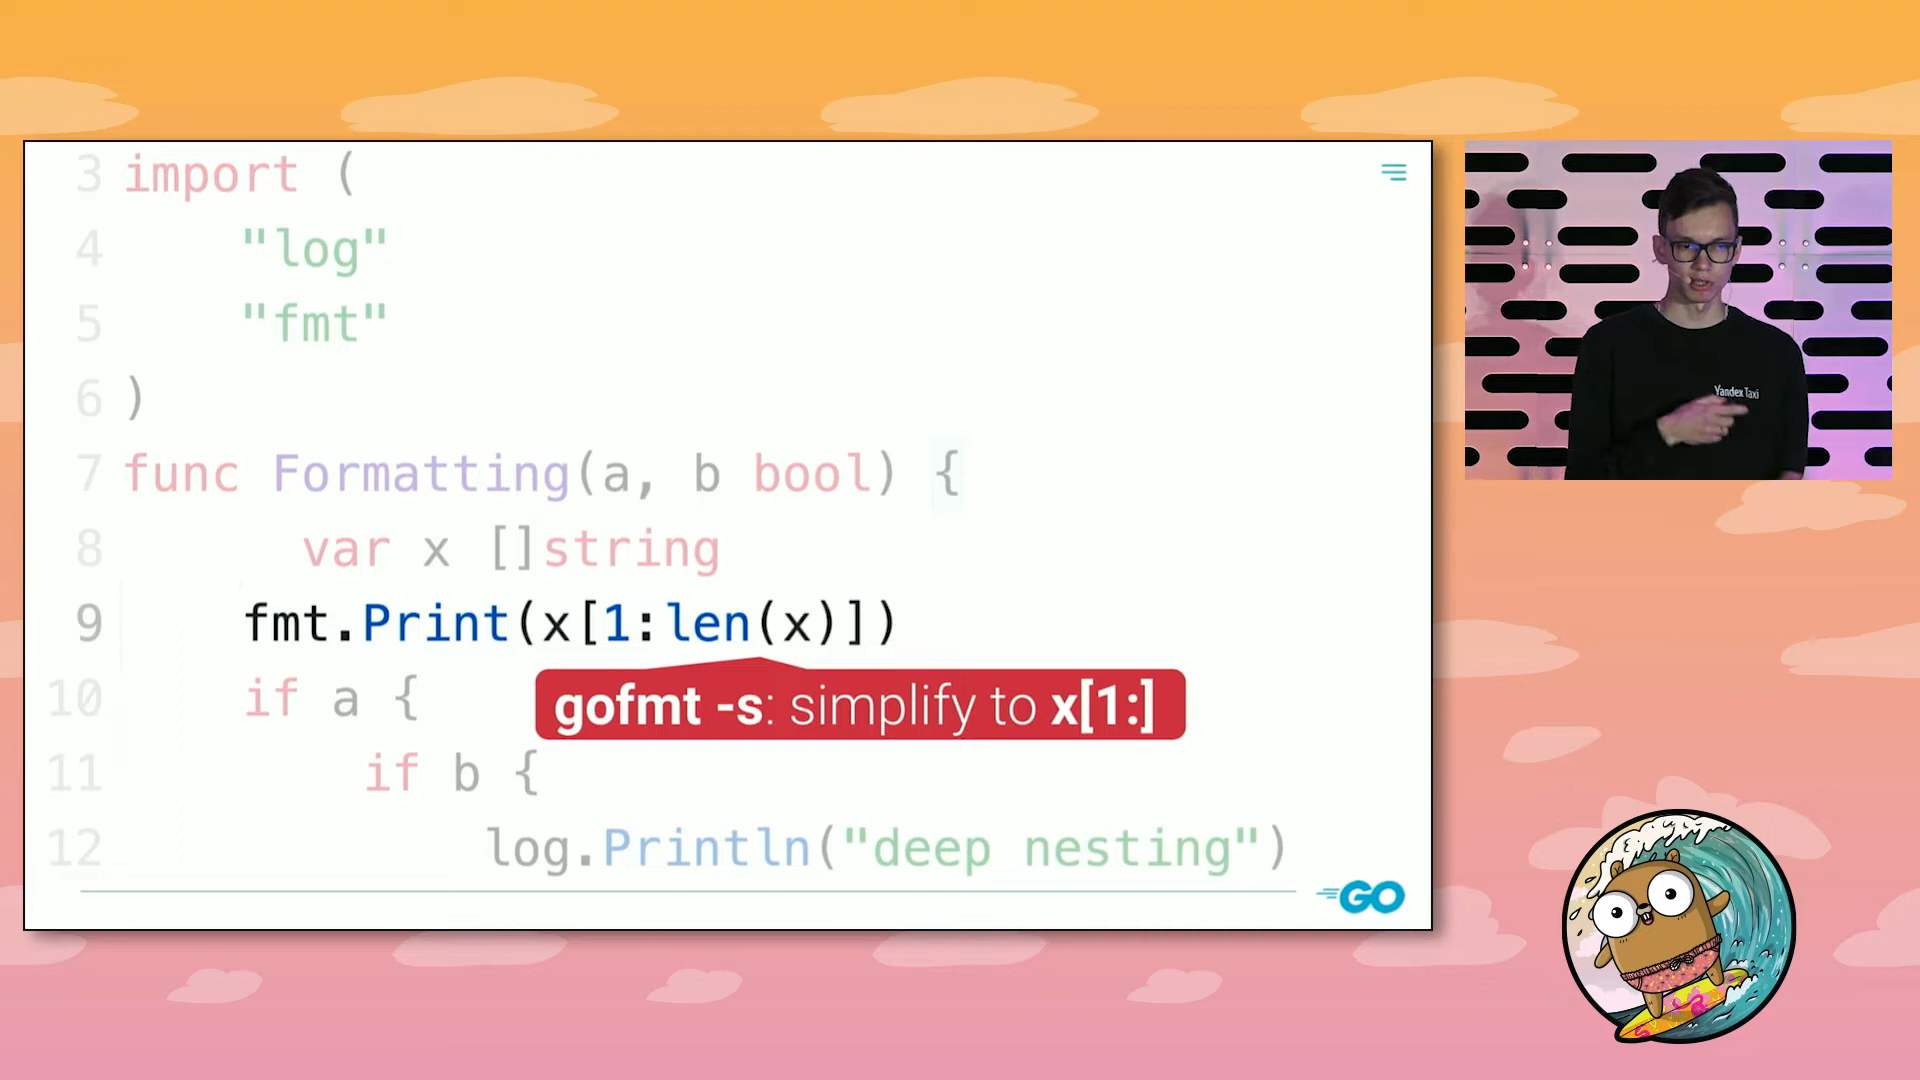 3 import (
4 "log"
5 "fmt"
6 )
7 func Formatting(a, b bool) {
8 var x []string
9 fmt.Print(x[1:len(x)])
gofmt -s: simplify to x[1:]
10 if a {
11 if b {
12 log.Println("deep nesting")
GO
Yandex Taxi